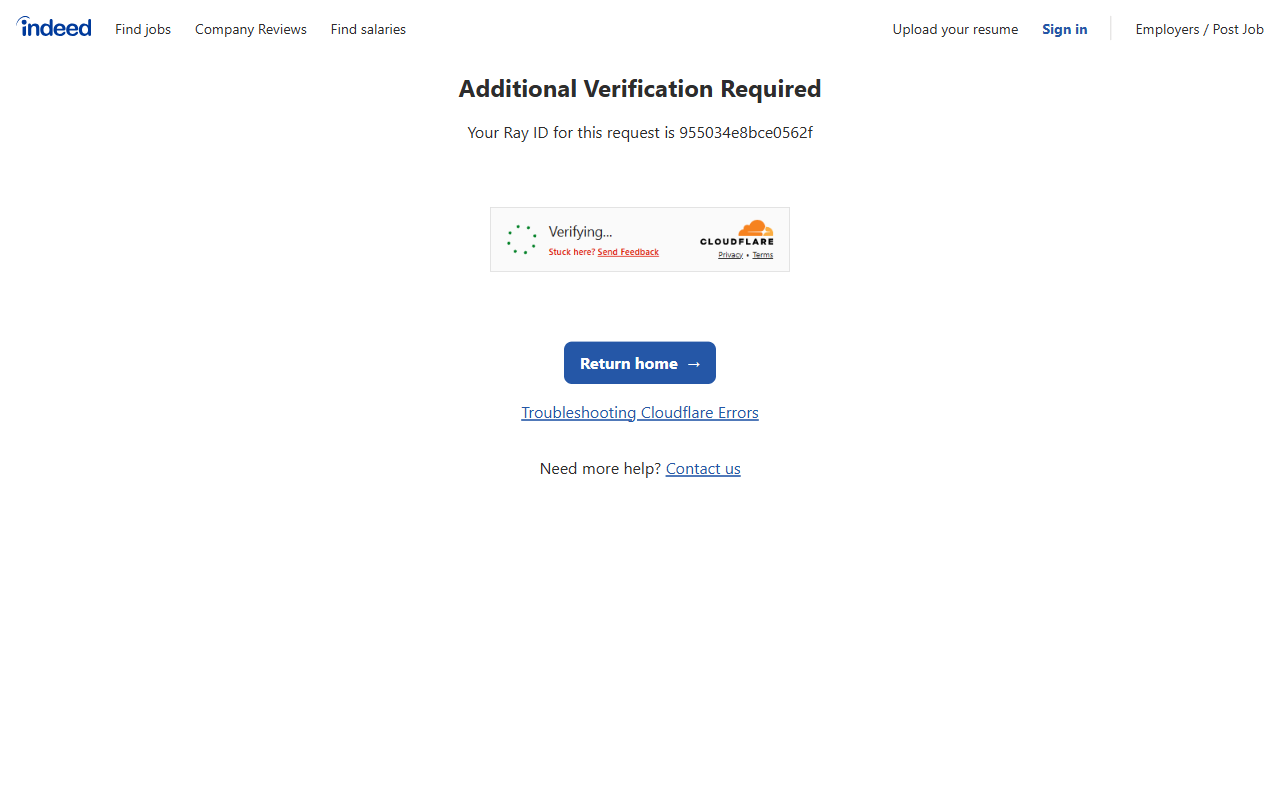 indeed Find jobs Company Reviews Find salaries Upload your resume Sign in Employers / Post Job
Additional Verification Required
Your Ray ID for this request is 955034e8bce0562f
Verifying...
Stuck here? Send Feedback
CLOUDFLARE
Privacy • Terms
Return home →
Troubleshooting Cloudflare Errors
Need more help? Contact us